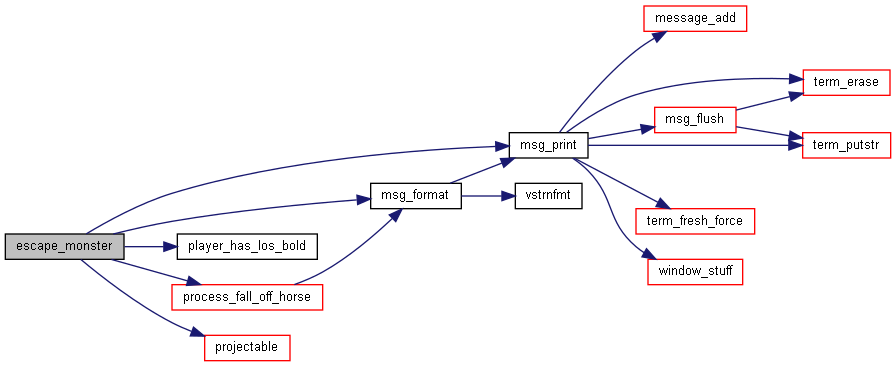 message_add
term_erase
msg_flush
msg_print
term_putstr
msg_format
vstrnfmt
term_fresh_force
escape_monster
player_has_los_bold
window_stuff
process_fall_off_horse
projectable